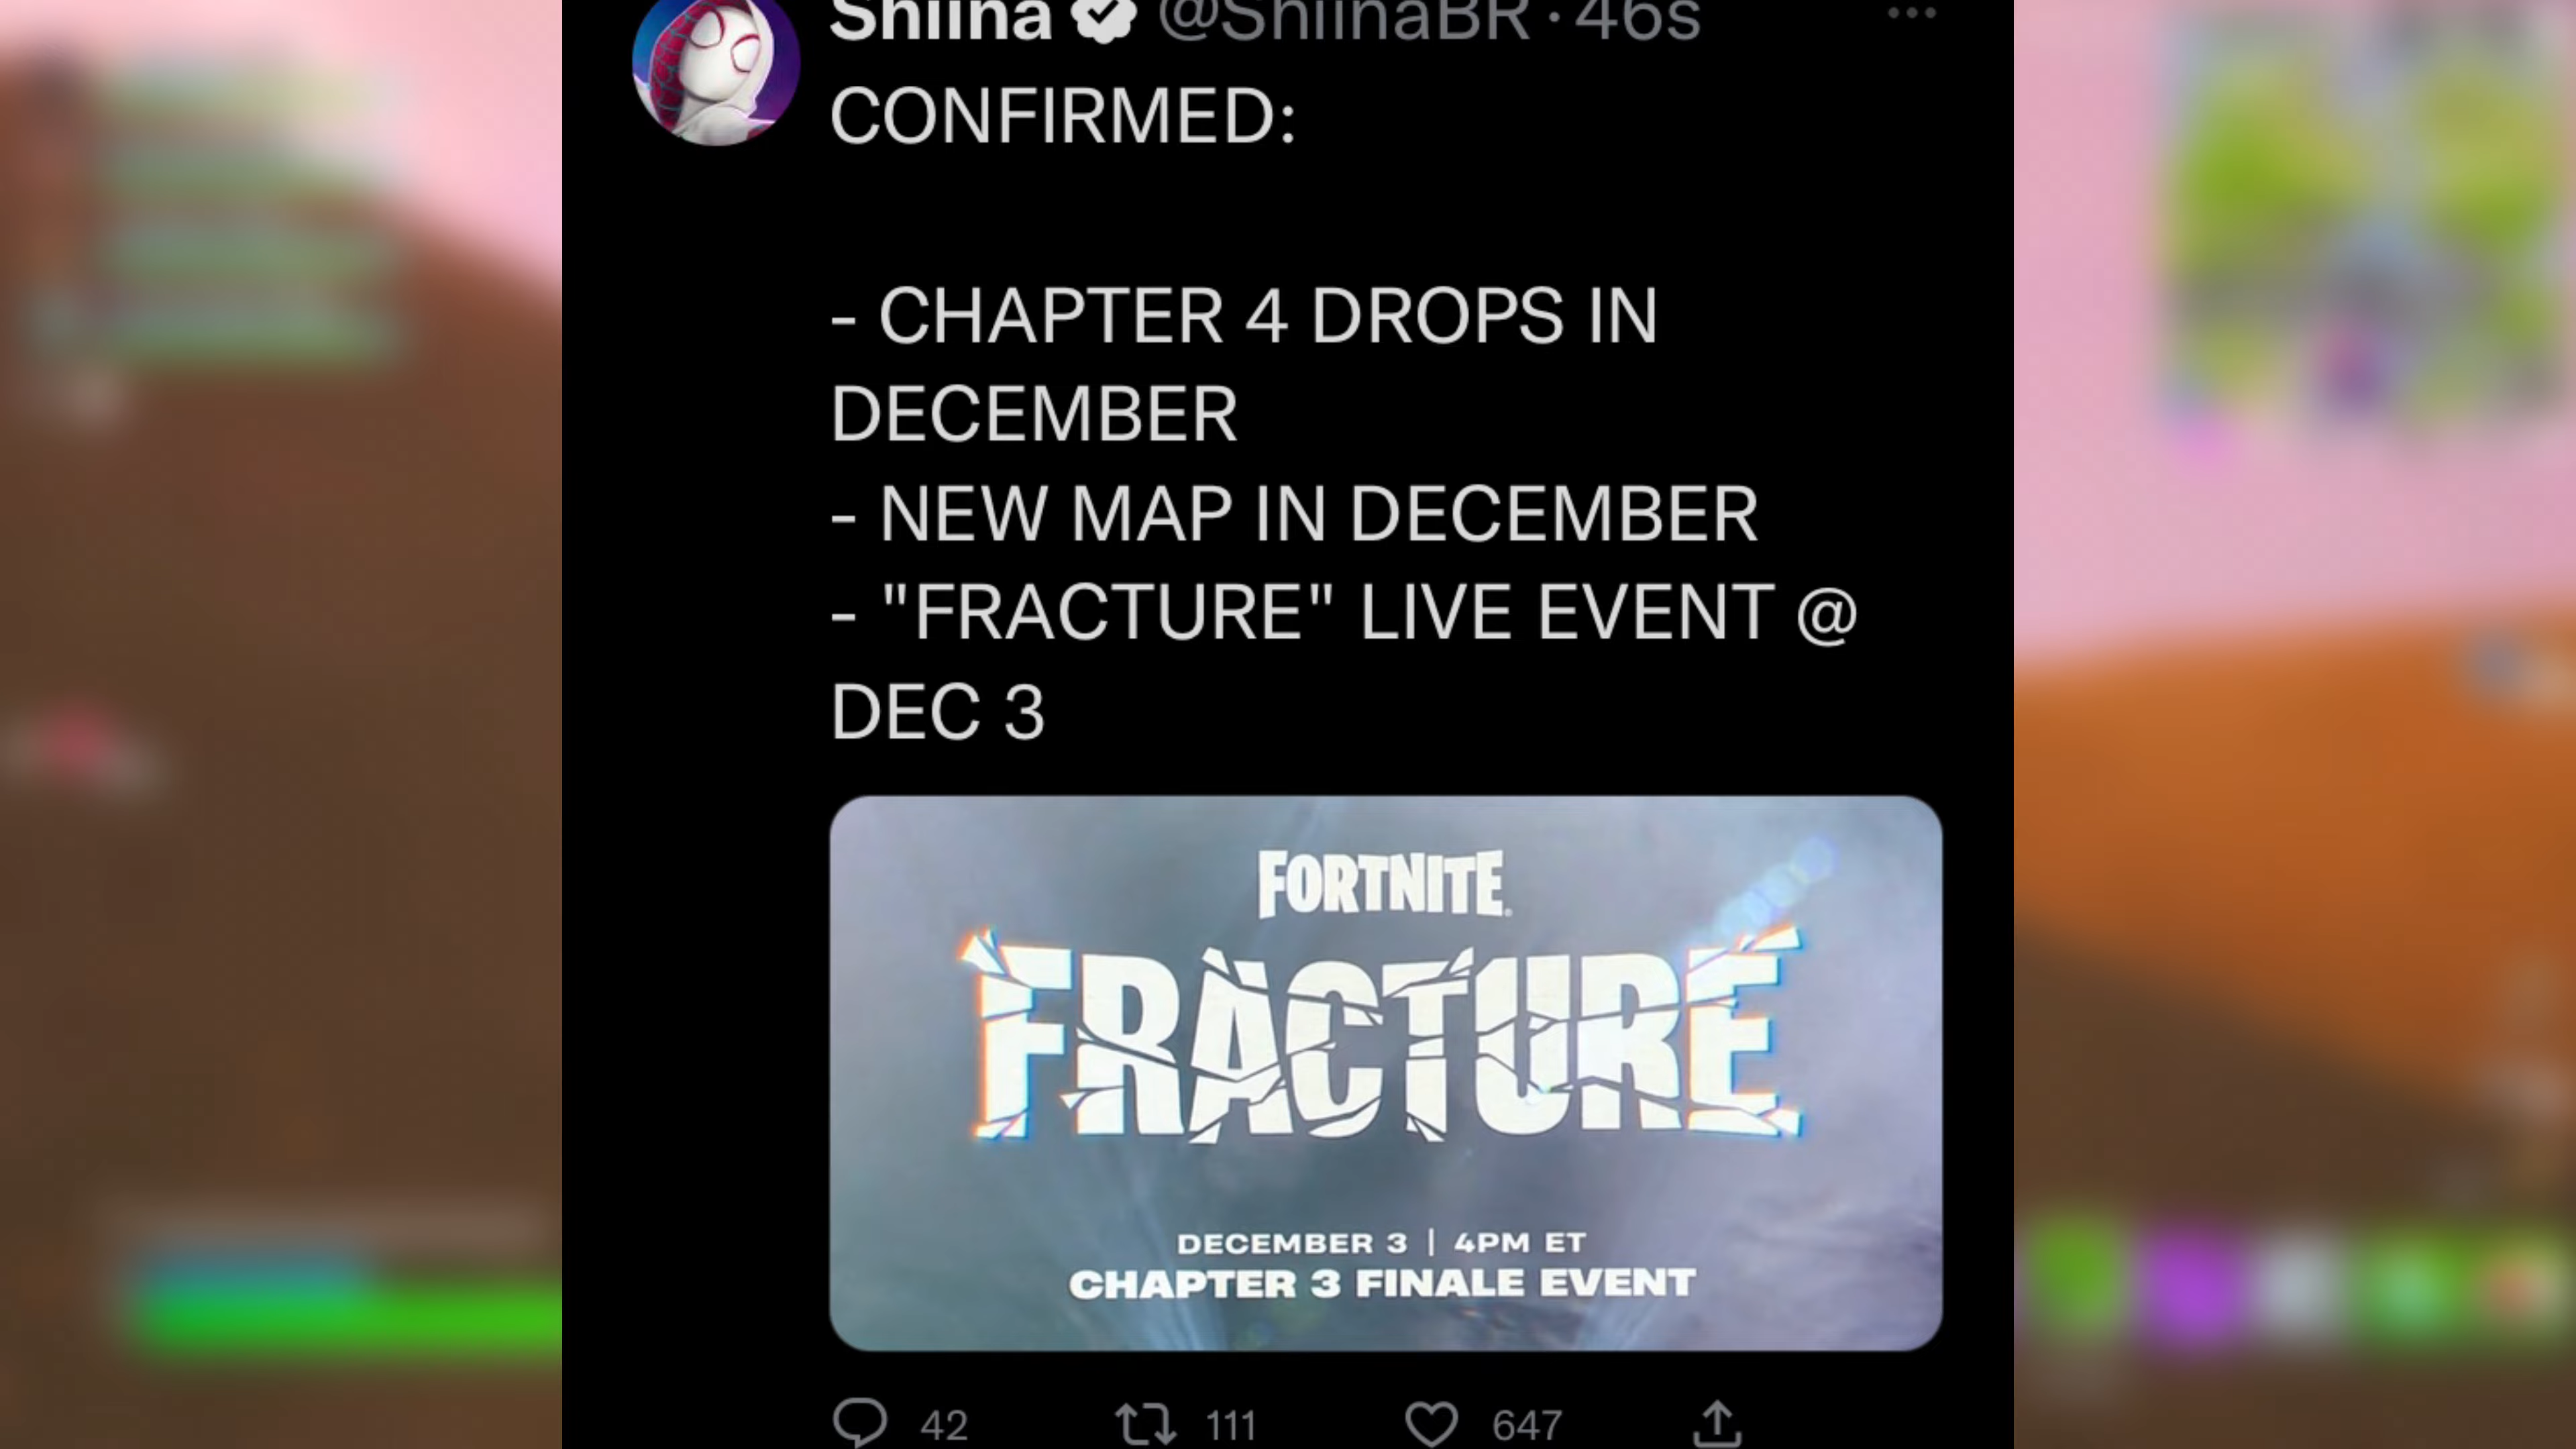 Shiina @ShiinaBR · 46s
CONFIRMED:
- CHAPTER 4 DROPS IN
DECEMBER
- NEW MAP IN DECEMBER
- "FRACTURE" LIVE EVENT @
DEC 3
FORTNITE
FRACTURE
DECEMBER 3 | 4PM ET
CHAPTER 3 FINALE EVENT
42 111 647